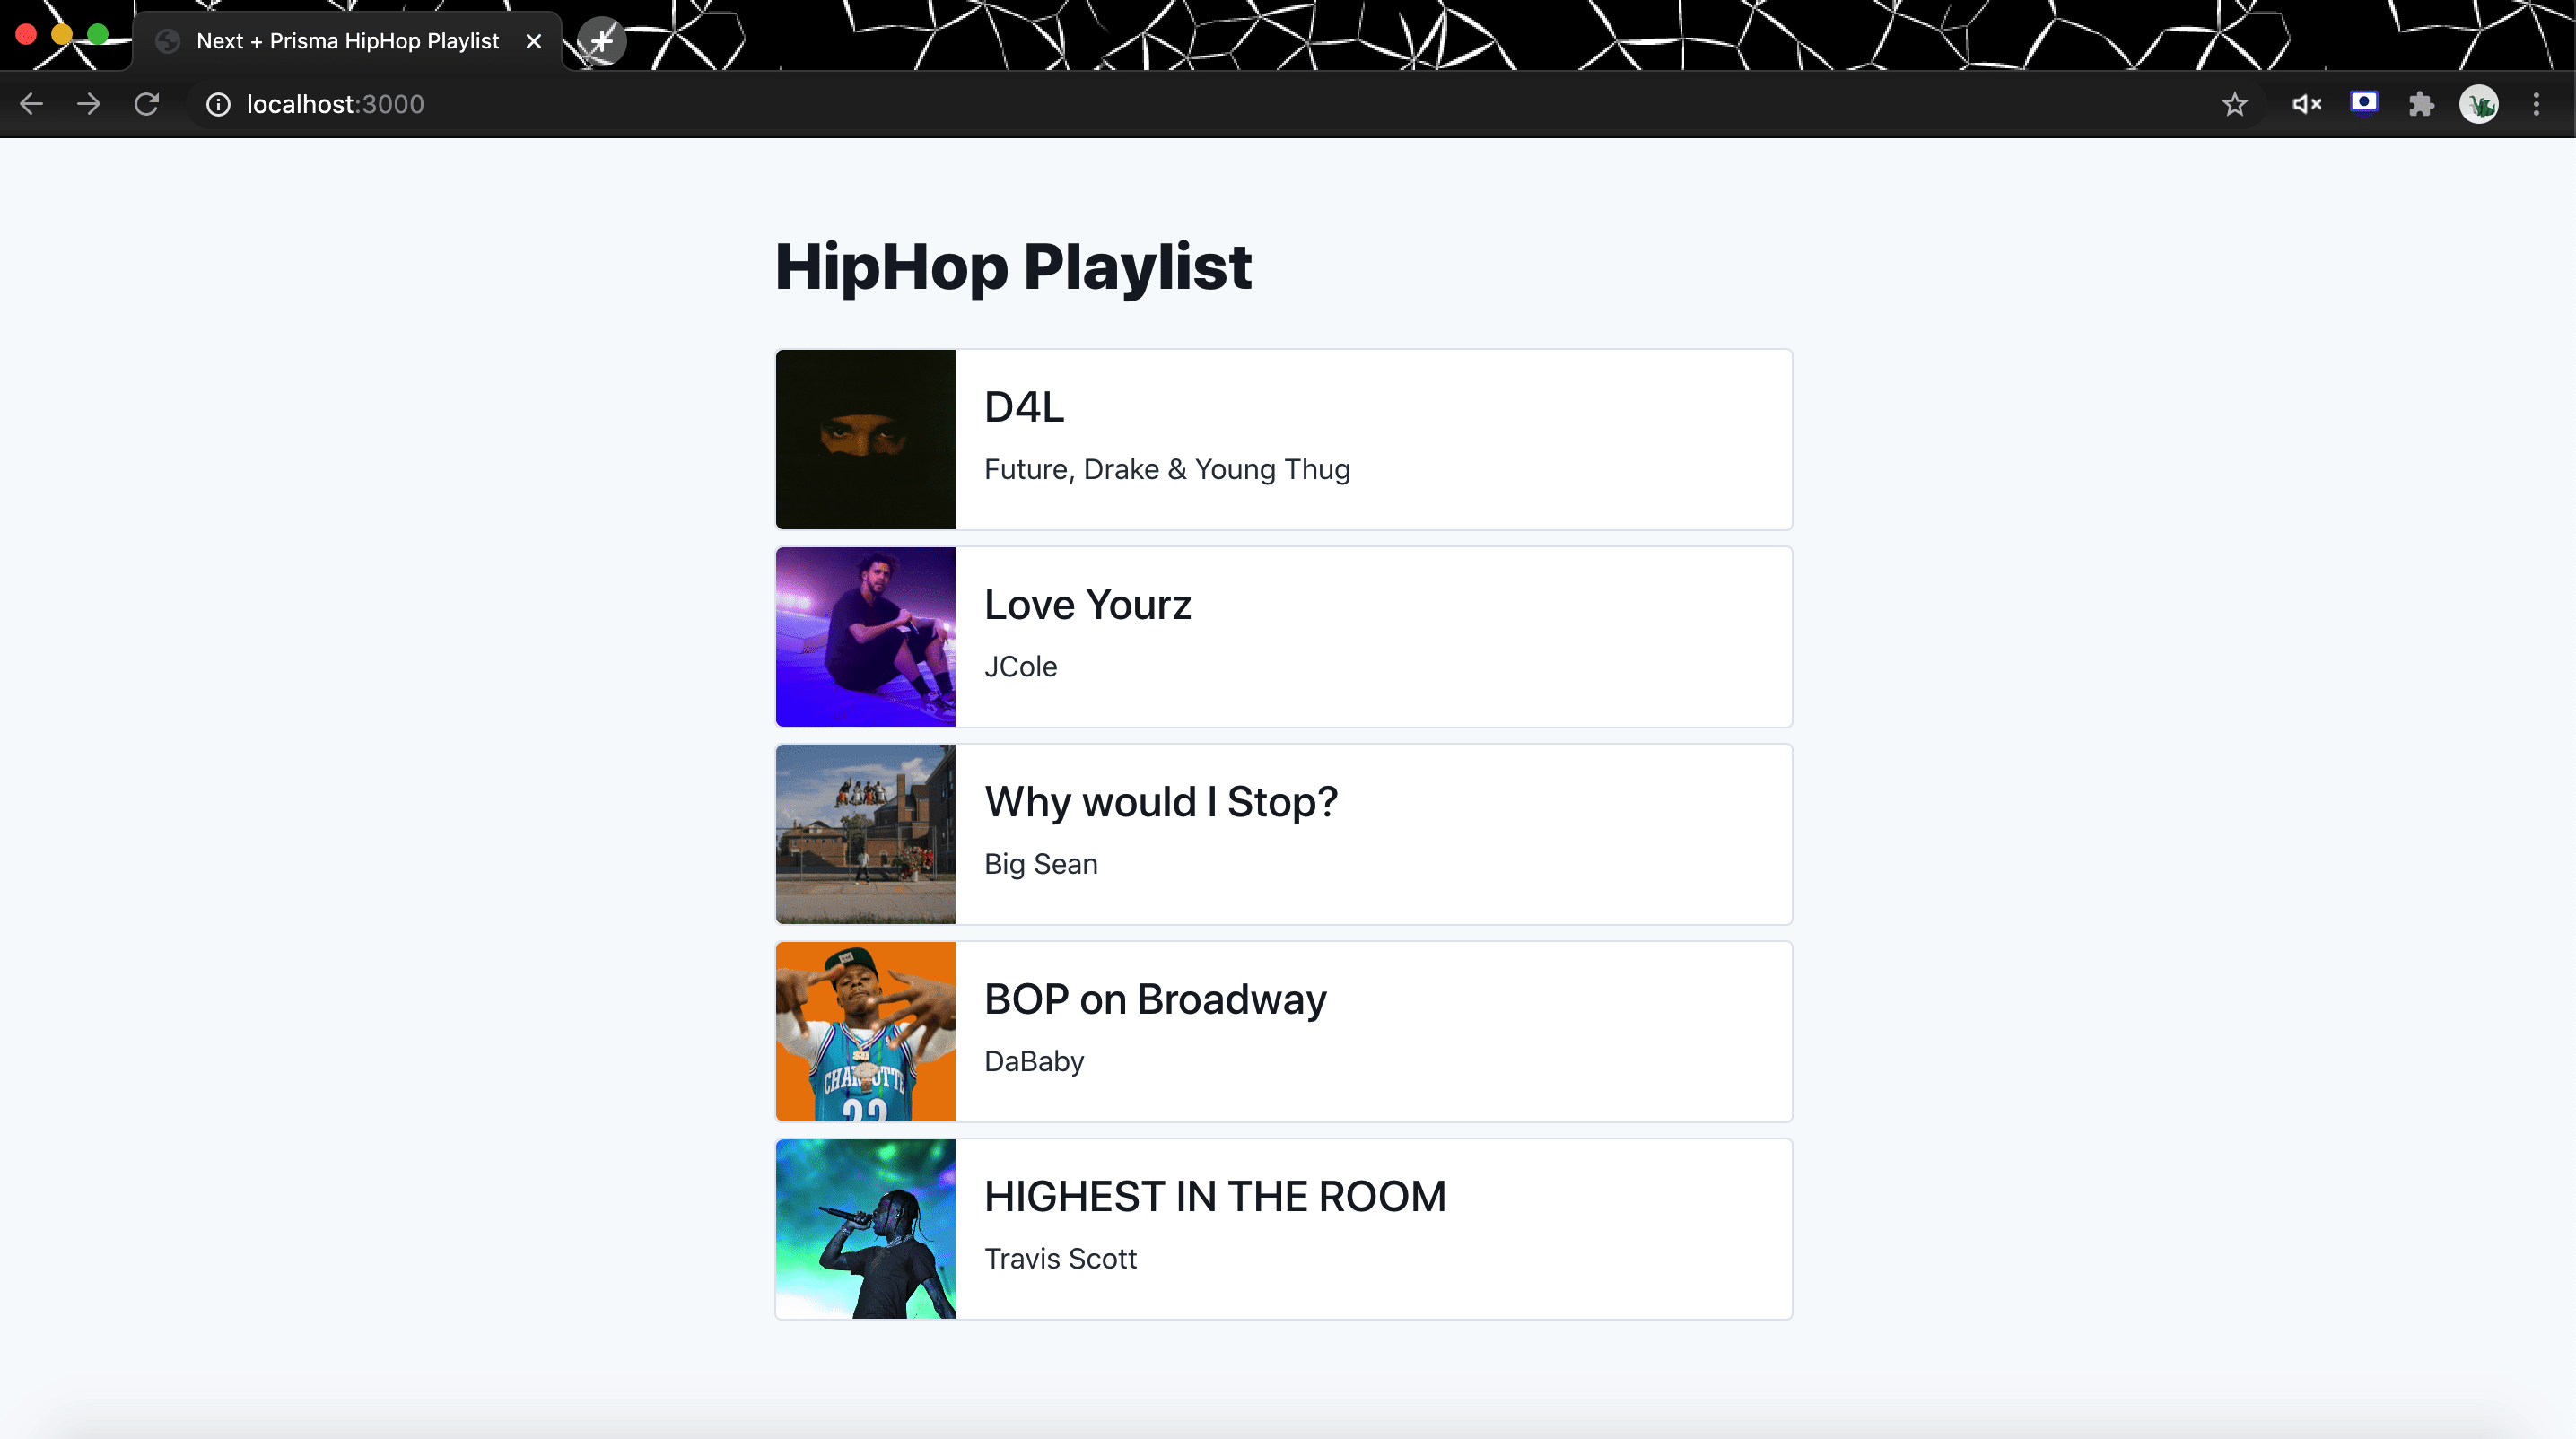 Next + Prisma HipHop Playlist
localhost:3000
HipHop Playlist
D4L
Future, Drake & Young Thug
Love Yourz
JCole
Why would I Stop?
Big Sean
BOP on Broadway
DaBaby
CHARLOTTE
HIGHEST IN THE ROOM
Travis Scott